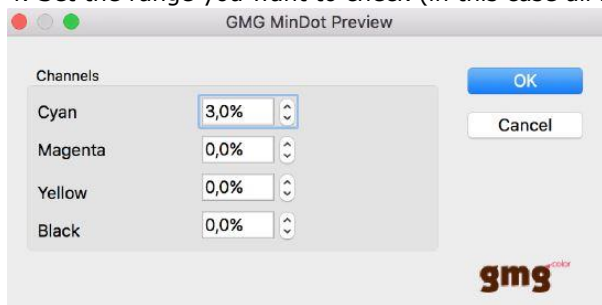 GMG MinDot Preview
Channels
OK
Cyan 3,0%
Cancel
Magenta 0,0%
Yellow 0,0%
Black 0,0%
gmg color